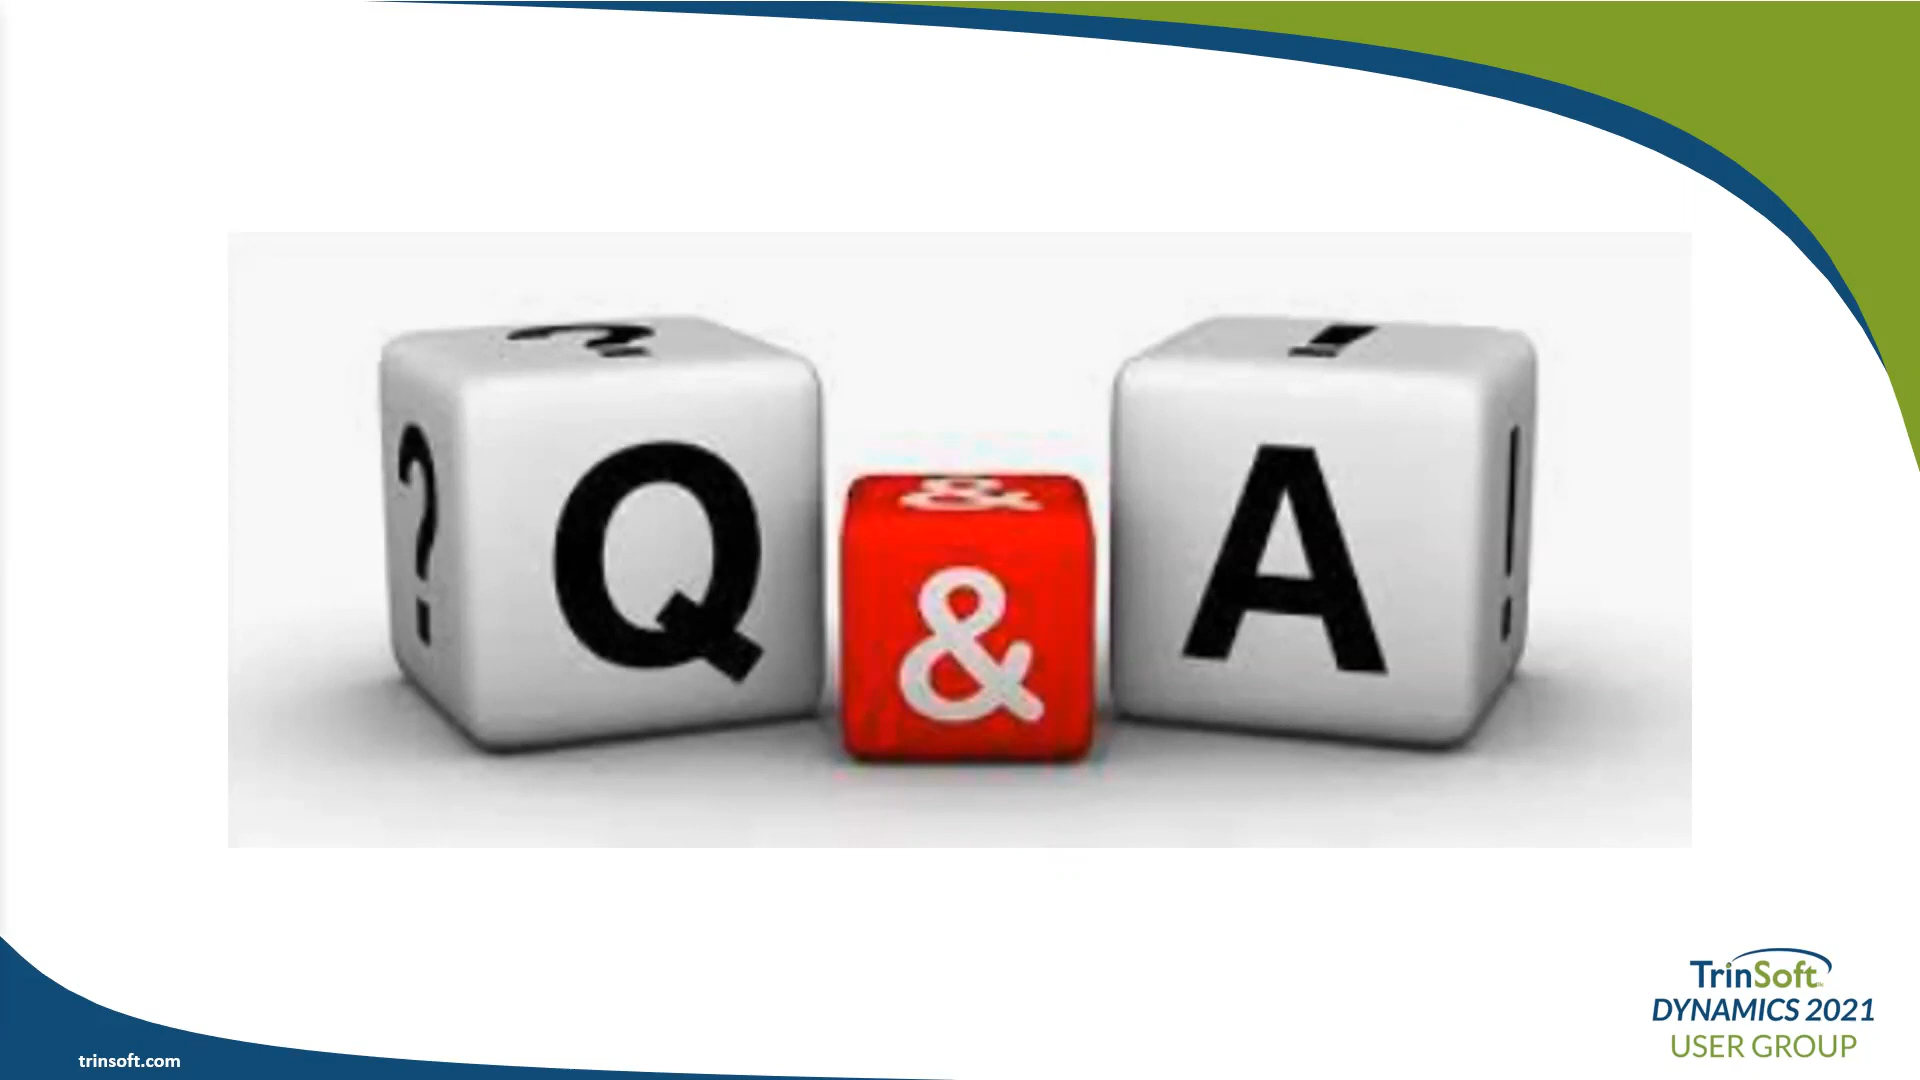 ?
!
?
Q
&
&
A
!
trinsoft.com
TrinSoft
DYNAMICS 2021
USER GROUP